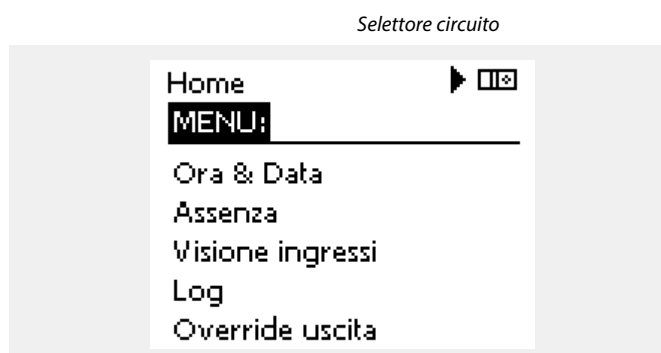 Selettore circuito
Home
MENU:
Ora & Data
Assenza
Visione ingressi
Log
Override uscita